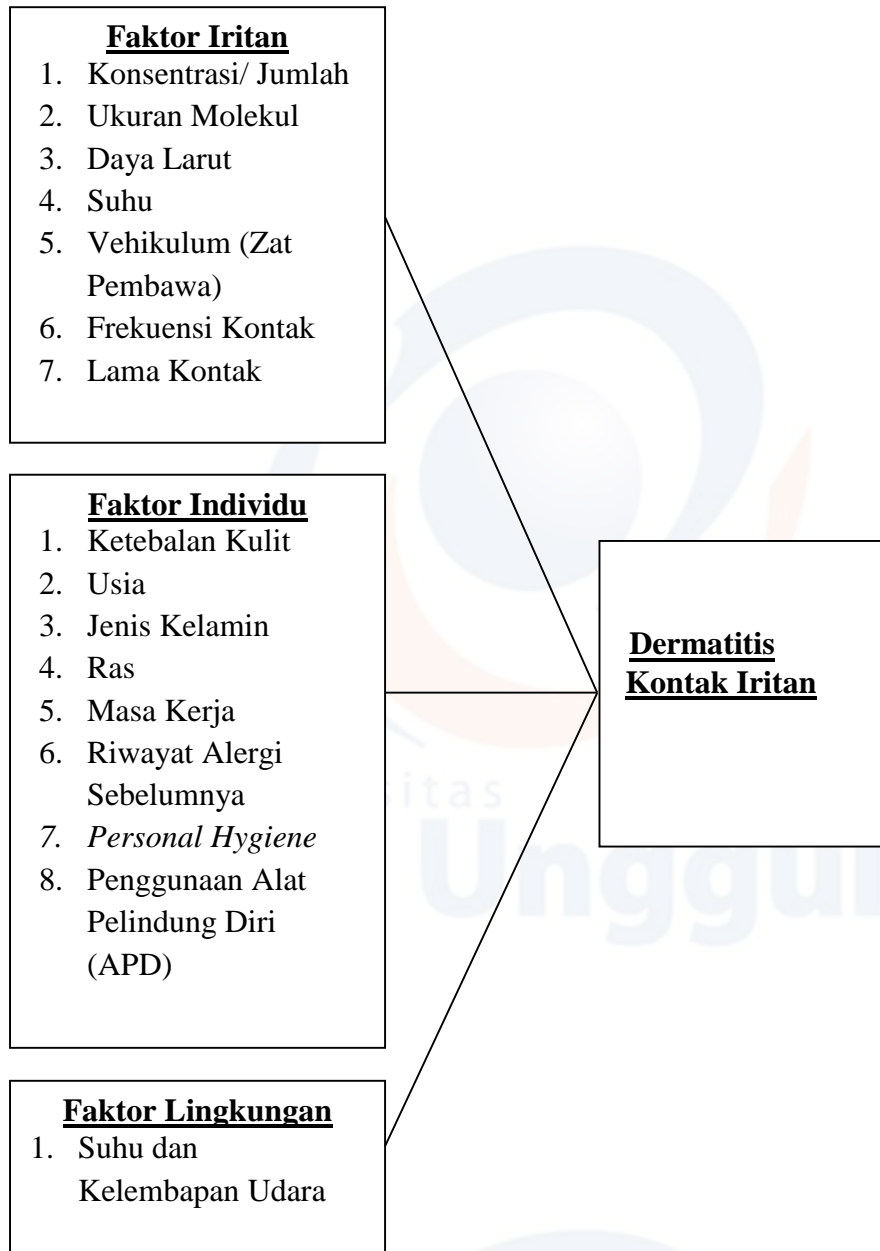 Faktor Iritan
1. Konsentrasi/ Jumlah
2. Ukuran Molekul
3. Daya Larut
4. Suhu
5. Vehikulum (Zat
Pembawa)
6. Frekuensi Kontak
7. Lama Kontak
Faktor Individu
1. Ketebalan Kulit
2. Usia
3. Jenis Kelamin
4. Ras
5. Masa Kerja
6. Riwayat Alergi
Sebelumnya
7. Personal Hygiene
8. Penggunaan Alat
Pelindung Diri
(APD)
Faktor Lingkungan
1. Suhu dan
Kelembapan Udara
Dermatitis
Kontak Iritan
sitas
Unggu